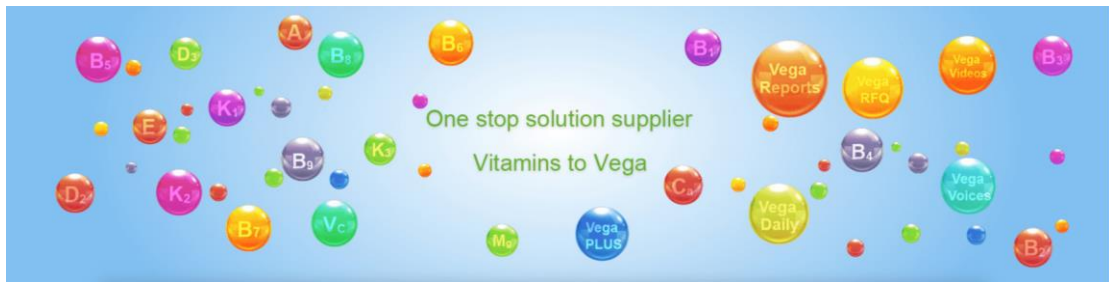 A
B₆
B₁
B₅
D₃
B₈
B₃
Vega
Videos
Vega
Reports
Vega
RFQ
K₁
E
One stop solution supplier
K₃
B₉
B₄
Vitamins to Vega
D₂
K₂
Ca
Vega
Voices
B₇
Vc
Mg
Vega
PLUS
Vega
Daily
B₂